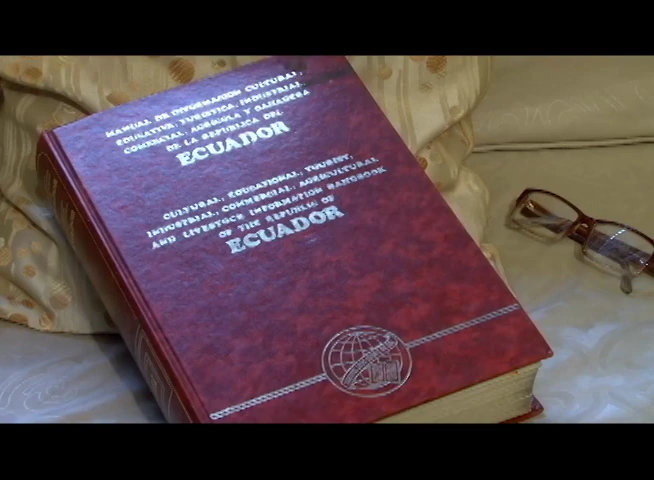 MANUAL DE INFORMACION CULTURAL,
EDUCATIVA, TURISTICA, INDUSTRIAL,
COMERCIAL, AGRICOLA Y GANADERA
DE LA REPUBLICA DEL
ECUADOR
CULTURAL, EDUCATIONAL, TOURIST,
INDUSTRIAL, COMMERCIAL, AGRICULTURAL
AND LIVESTOCK INFORMATION HANDBOOK
OF THE REPUBLIC OF
ECUADOR